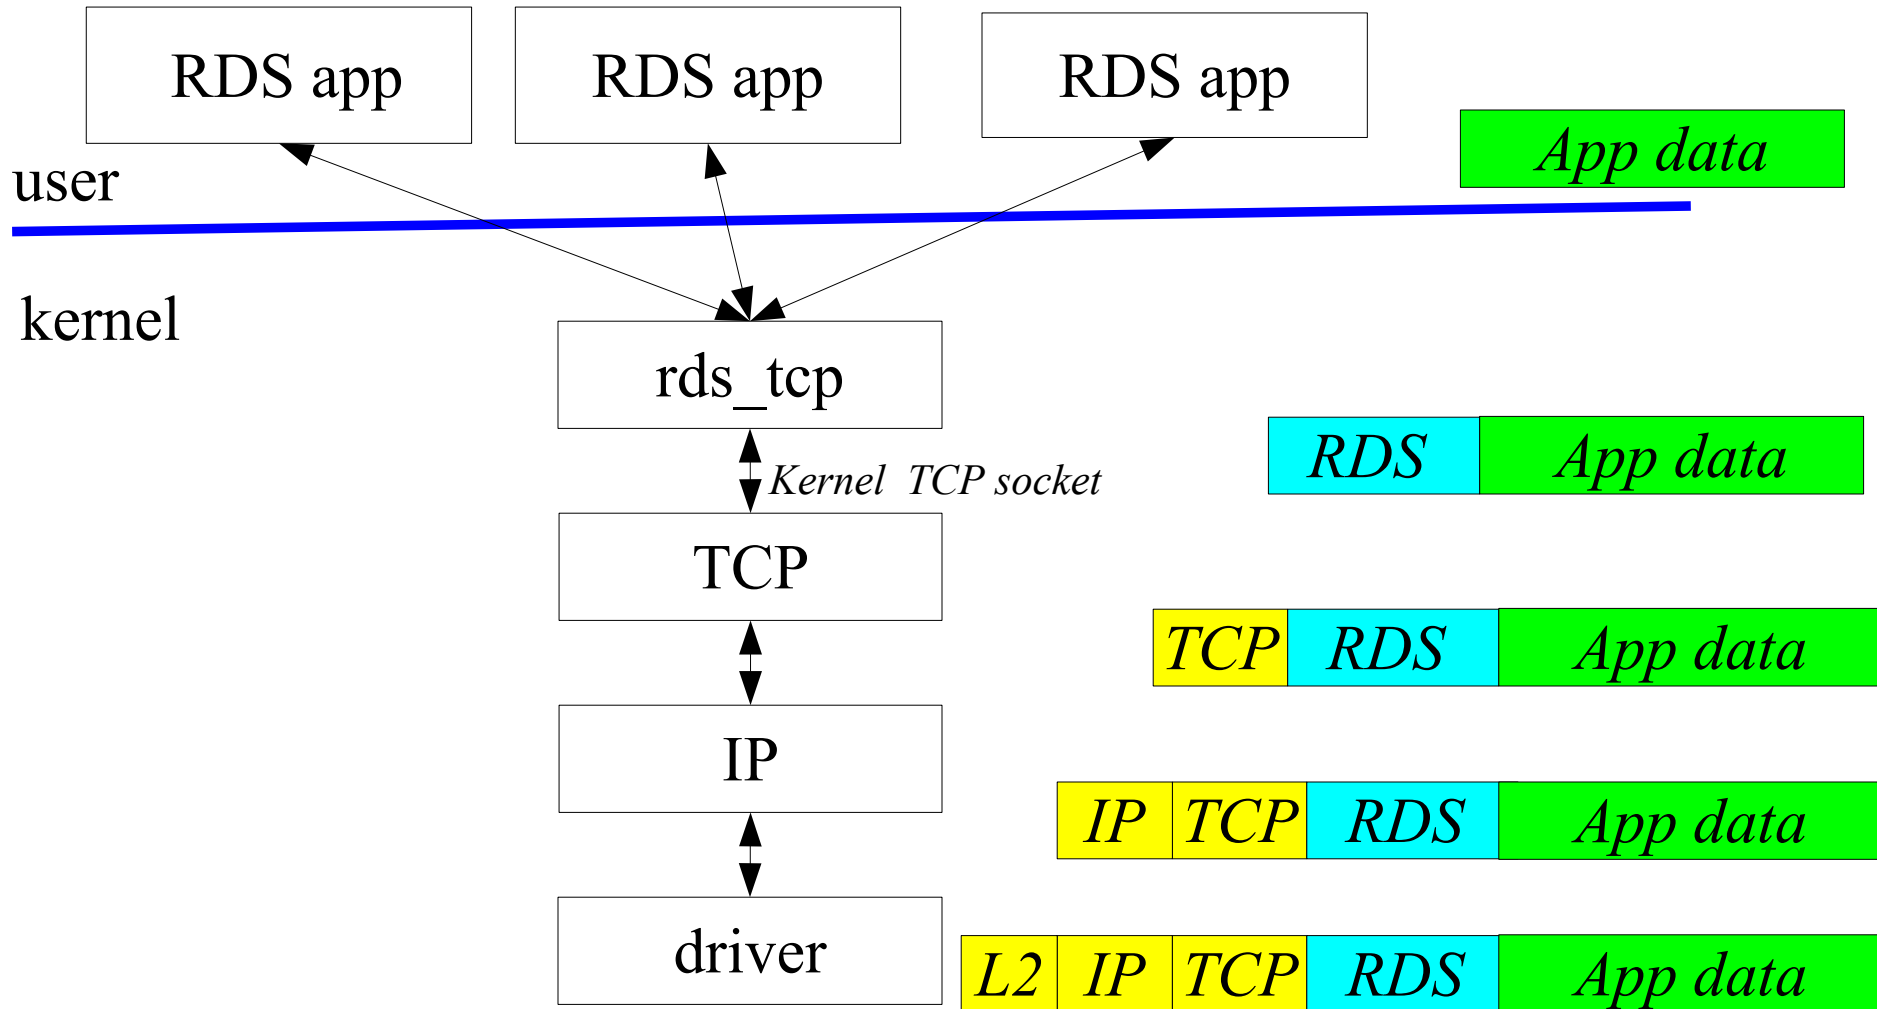 RDS app
RDS app
RDS app
App data
user
kernel
rds_tcp
RDS App data
Kernel TCP socket
TCP
TCP RDS App data
IP
IP TCP RDS App data
driver
L2 IP TCP RDS App data